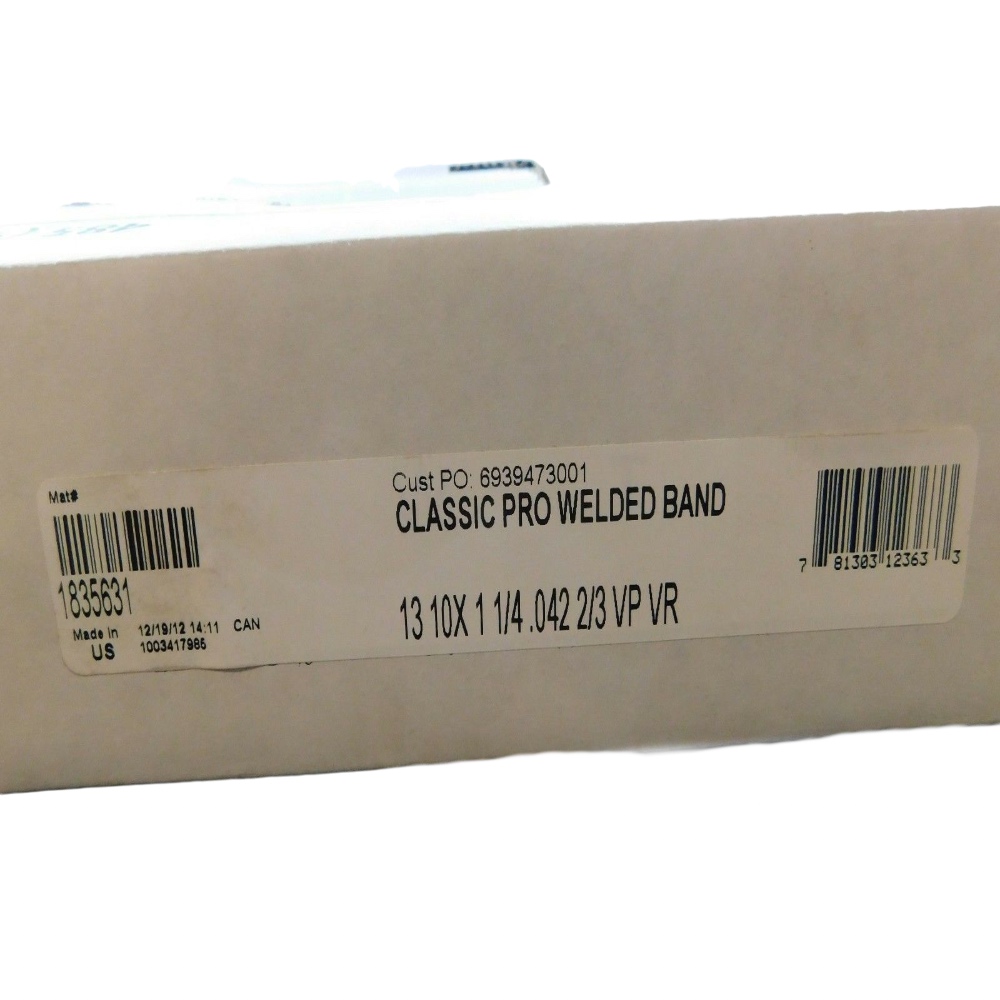 Mat#
1835631
Made in
US
12/19/12 14:11 CAN
1003417985
Cust PO: 6939473001
CLASSIC PRO WELDED BAND
13 10X 1 1/4 .042 2/3 VP VR
7 81303 12363 3